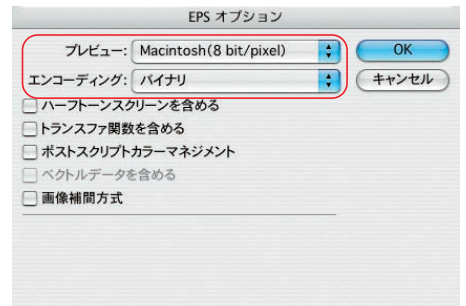 EPS オプション
プレビュー: Macintosh(8 bit/pixel) OK
エンコーディング: バイナリ キャンセル
ハーフトーンスクリーンを含める
トランスファ関数を含める
ポストスクリプトカラーマネジメント
ベクトルデータを含める
画像補間方式